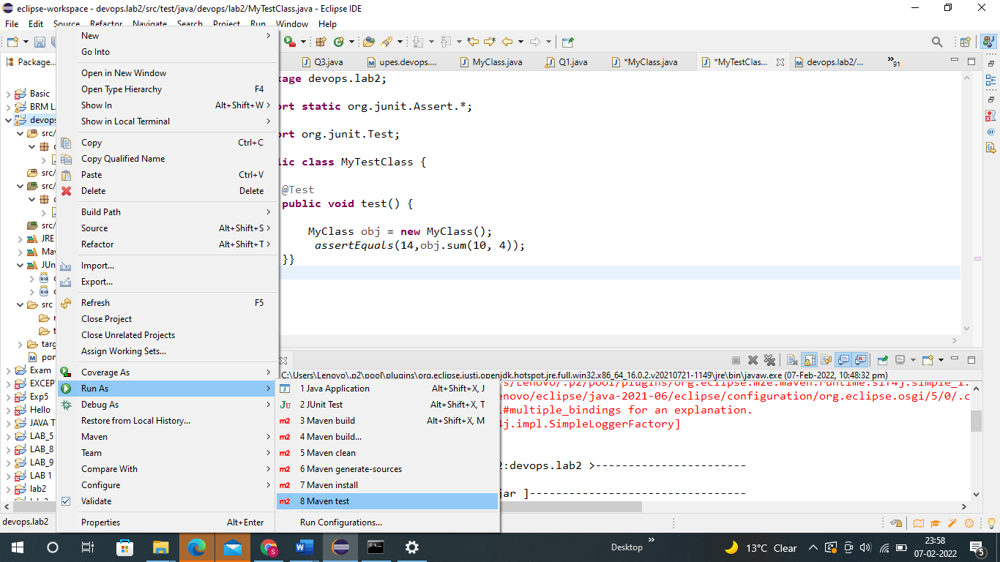 eclipse-workspace - devops.lab2/src/test/java/devops/lab2/MyTestClass.java - Eclipse IDE
File Edit Source Refactor Navigate Search Project Run Window Help
Package...
Q3.java
upes.devops....
MyClass.java
Q1.java
*MyClass.java
*MyTestClas...
devops.lab2/...
»91
Basic
BRM L
devops
src/
src/
src/
src/
JRE
Mav
JUn
src
targ
pon
Exam
EXCEP
Exp5
Hello
JAVA T
LAB_5
LAB_8
LAB_9
LAB 1
lab2
New
Go Into
Open in New Window
Open Type Hierarchy F4
Show In Alt+Shift+W >
Show in Local Terminal
Copy Ctrl+C
Copy Qualified Name
Paste Ctrl+V
Delete Delete
Build Path
Source Alt+Shift+S >
Refactor Alt+Shift+T >
Import...
Export...
Refresh F5
Close Project
Close Unrelated Projects
Assign Working Sets...
Coverage As
Run As
Debug As
Restore from Local History...
Maven
Team
Compare With
Configure
Validate
Properties Alt+Enter
1 Java Application Alt+Shift+X, J
2 JUnit Test Alt+Shift+X, T
3 Maven build Alt+Shift+X, M
4 Maven build...
5 Maven clean
6 Maven generate-sources
7 Maven install
8 Maven test
Run Configurations...
kage devops.lab2;
ort static org.junit.Assert.*;
ort org.junit.Test;
lic class MyTestClass {
@Test
public void test() {
MyClass obj = new MyClass();
assertEquals(14,obj.sum(10, 4));
}}
C:\Users\Lenovo\.p2\pool\plugins\org.eclipse.justj.openjdk.hotspot.jre.full.win32.x86_64_16.0.2.v20210721-1149\jre\bin\javaw.exe (07-Feb-2022, 10:48:32 pm)
s/Lenovo/.p2/pool/plugins/org.eclipse.m2e.maven.runtime.slf4j.simple_1.
enovo/eclipse/java-2021-06/eclipse/configuration/org.eclipse.osgi/5/0/.c
l#multiple_bindings for an explanation.
4j.impl.SimpleLoggerFactory]
2:devops.lab2 >-----------------------
jar ]---------------------------------
devops.lab2
Desktop »
13°C Clear
23:58
07-02-2022
5